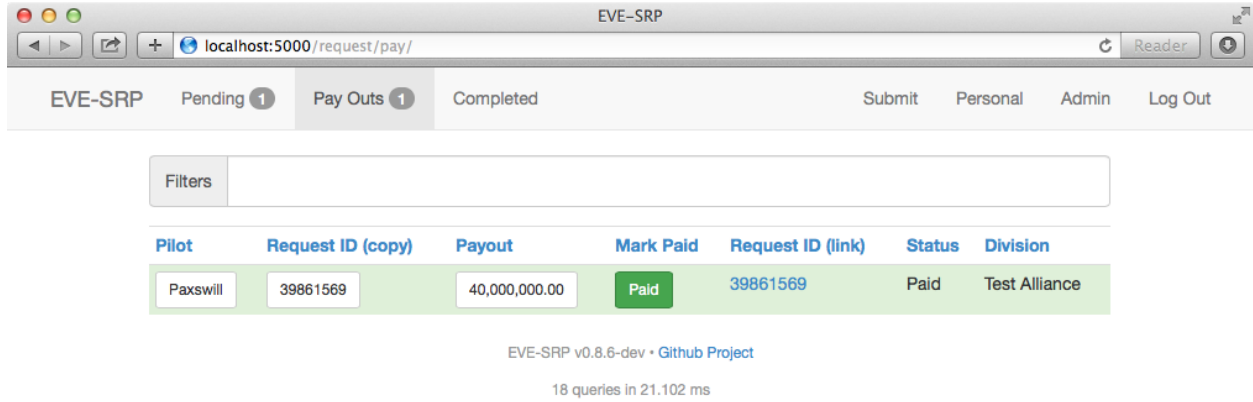 EVE-SRP
localhost:5000/request/pay/ Reader
EVE-SRP Pending 1 Pay Outs 1 Completed Submit Personal Admin Log Out
Filters
Pilot Request ID (copy) Payout Mark Paid Request ID (link) Status Division
Paxswill 39861569 40,000,000.00 Paid 39861569 Paid Test Alliance
EVE-SRP v0.8.6-dev • Github Project
18 queries in 21.102 ms